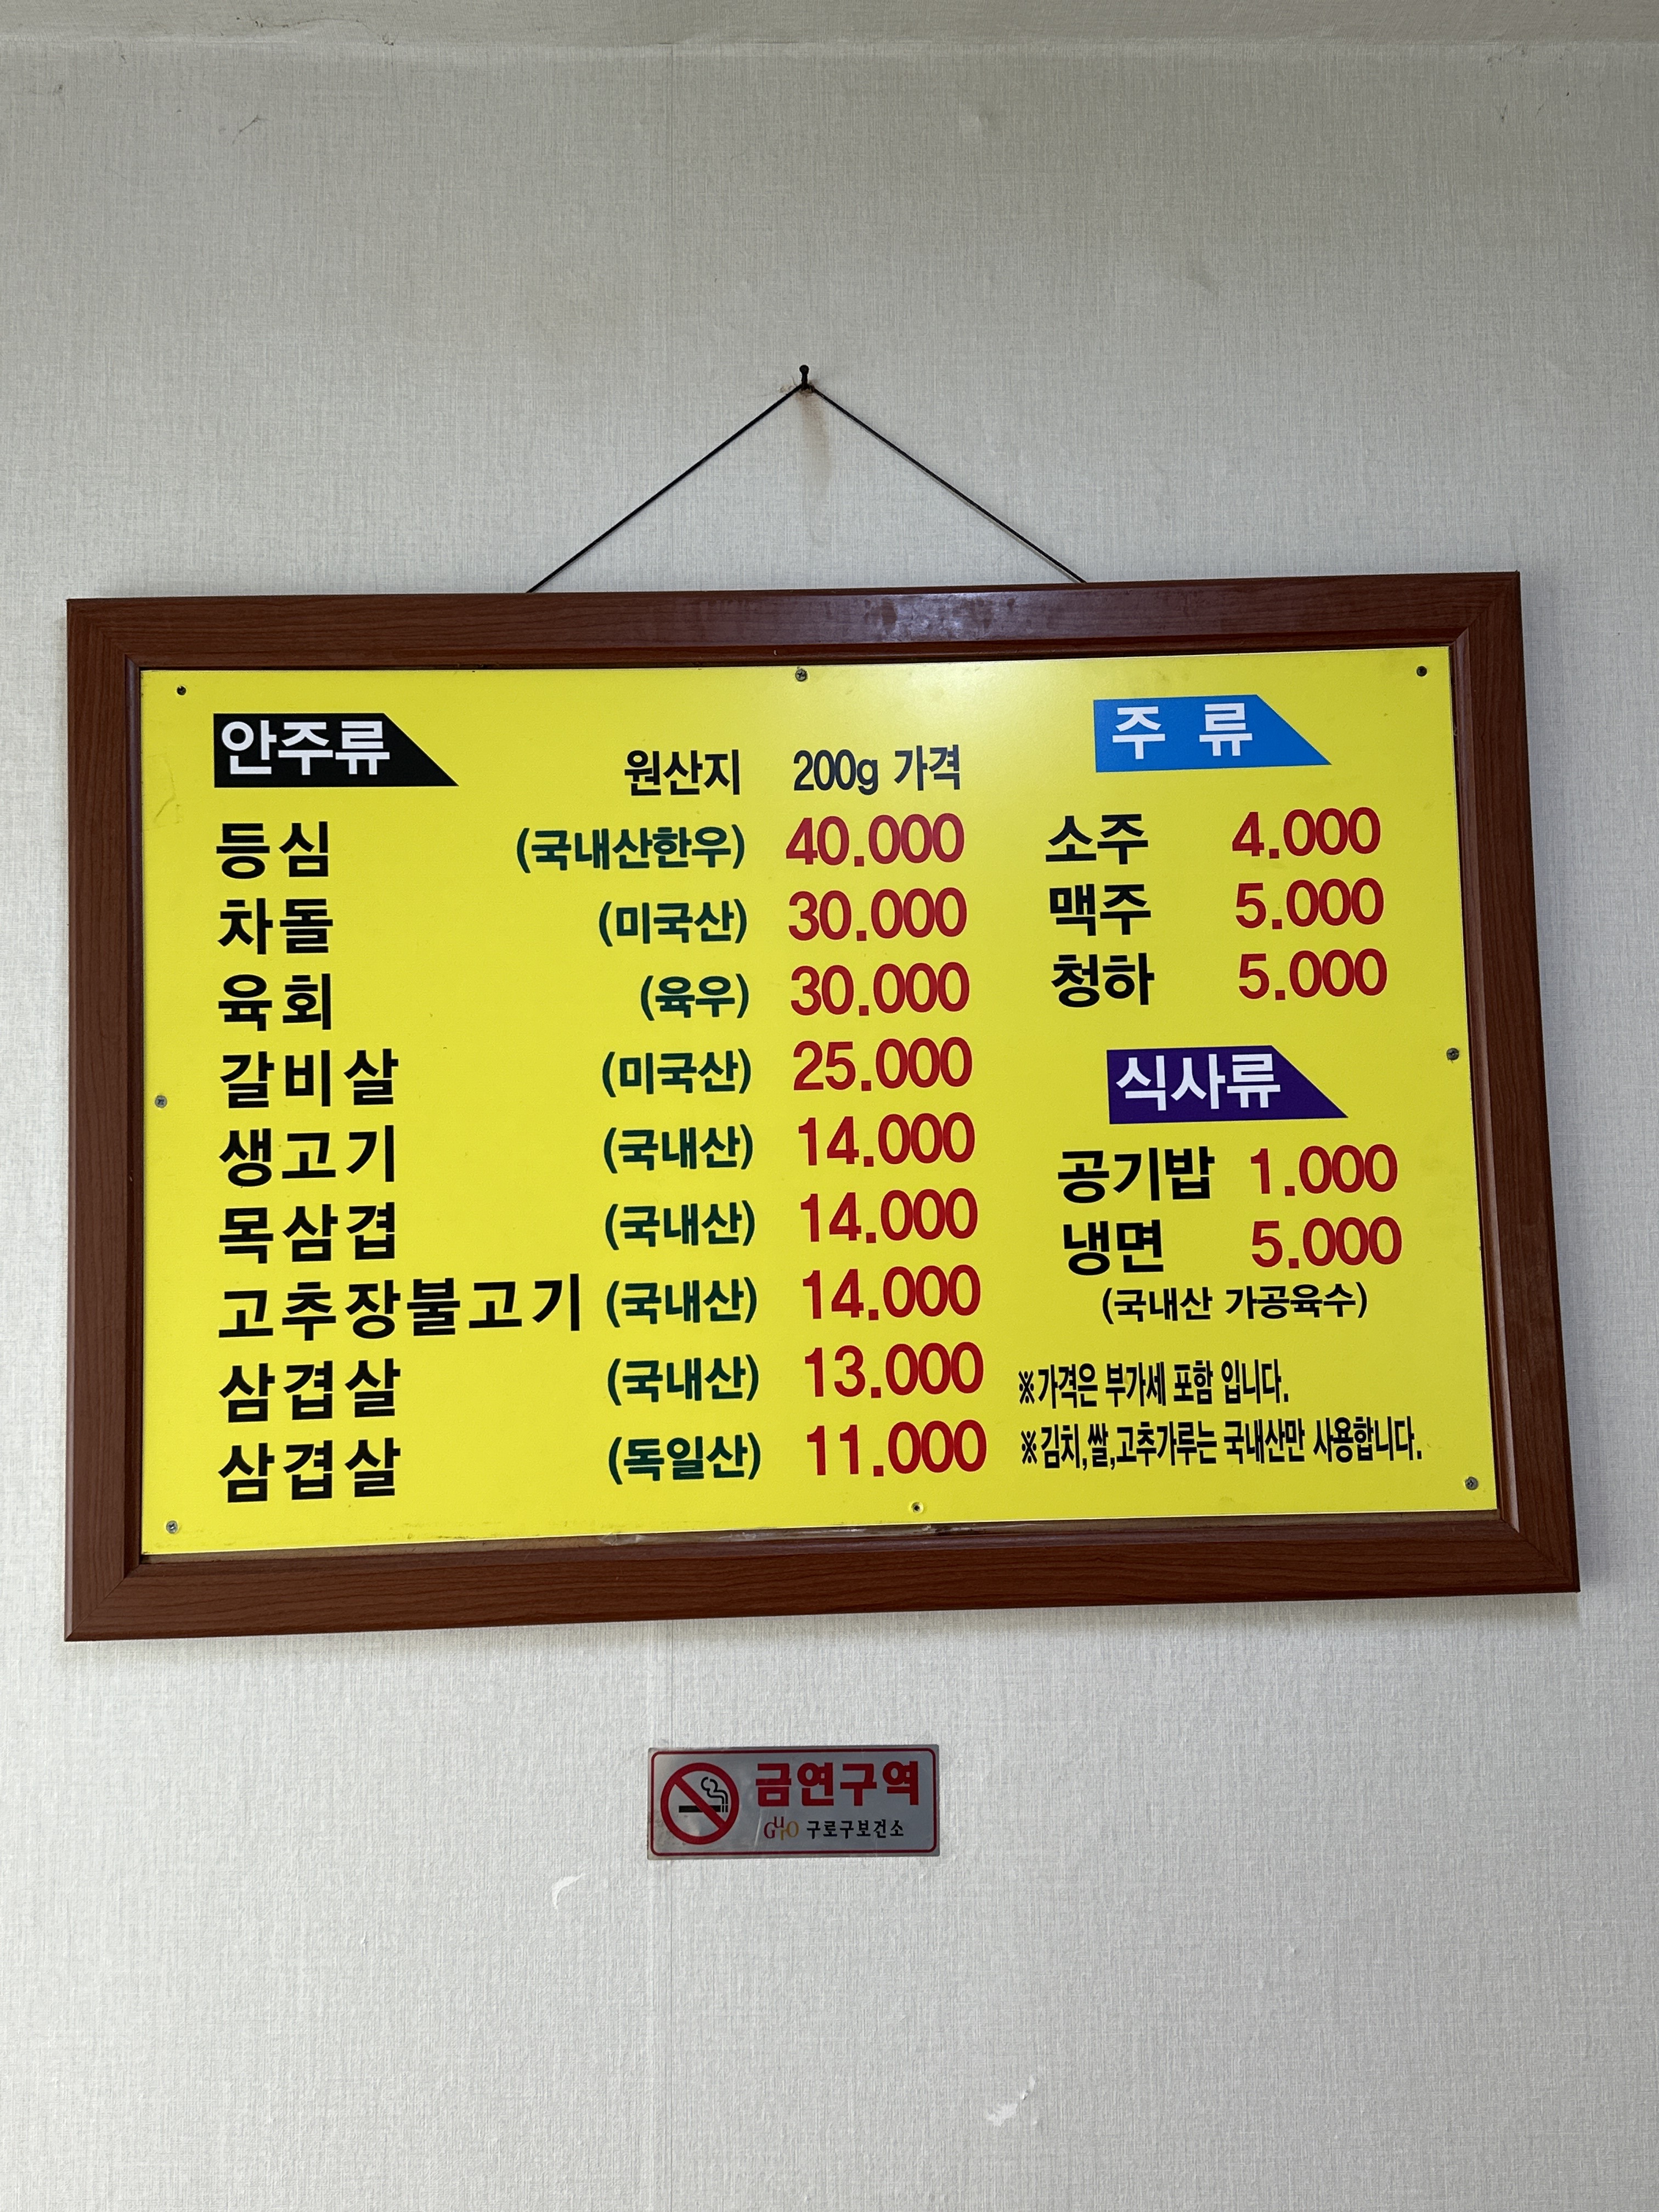 안주류
원산지 200g 가격
등심 (국내산한우) 40.000
차돌 (미국산) 30.000
육회 (육우) 30.000
갈비살 (미국산) 25.000
생고기 (국내산) 14.000
목삼겹 (국내산) 14.000
고추장불고기 (국내산) 14.000
삼겹살 (국내산) 13.000
삼겹살 (독일산) 11.000
주 류
소주 4.000
맥주 5.000
청하 5.000
식사류
공기밥 1.000
냉면 5.000
(국내산 가공육수)
※가격은 부가세 포함 입니다.
※김치,쌀,고추가루는 국내산만 사용합니다.
금연구역
GurO 구로구보건소